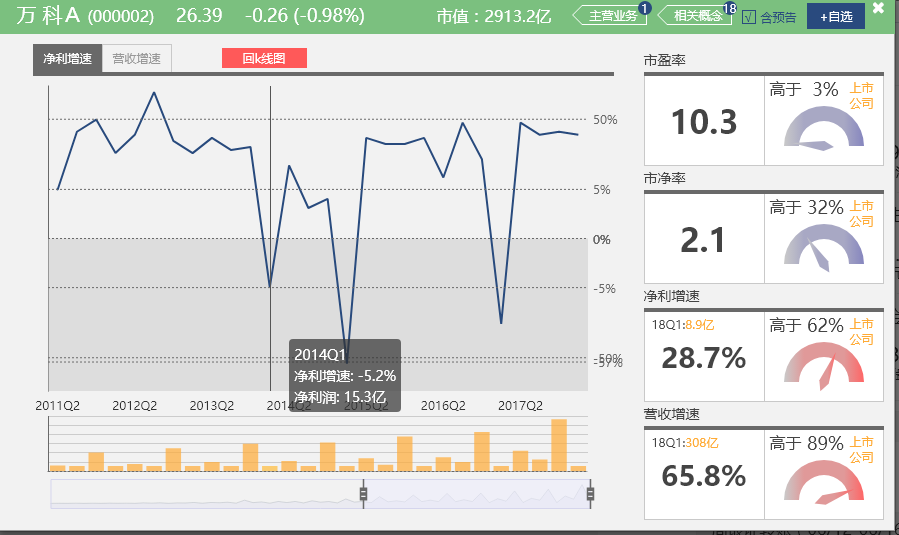 万 科A (000002) 26.39 -0.26 (-0.98%) 市值：2913.2亿 主营业务 1 相关概念 18 含预告 +自选
净利增速 营收增速 回k线图
50%
5%
0%
-5%
2014Q1
净利增速: -5.2%
净利润: 15.3亿
2011Q2 2012Q2 2013Q2 2014Q2 2015Q2 2016Q2 2017Q2
市盈率
10.3
高于 3% 上市
公司
市净率
2.1
高于 32% 上市
公司
净利增速
18Q1:8.9亿
28.7%
高于 62% 上市
公司
营收增速
18Q1:308亿
65.8%
高于 89% 上市
公司